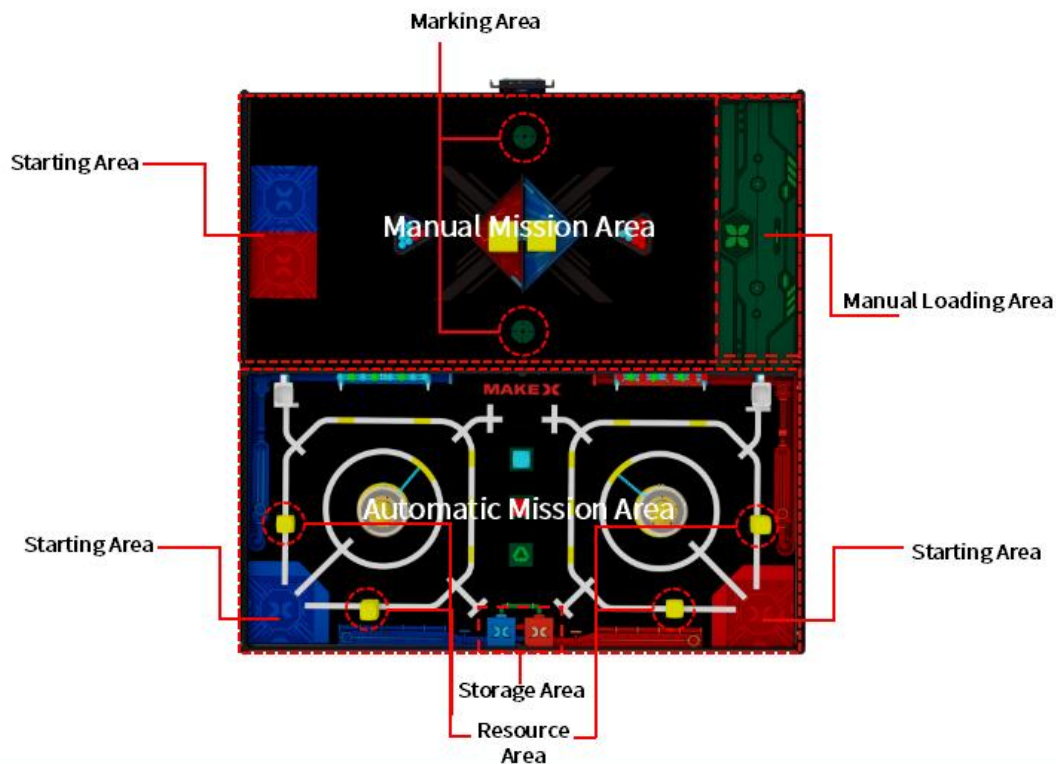 Marking Area
Starting Area
Manual Mission Area
Manual Loading Area
MAKEX
Automatic Mission Area
Starting Area
Starting Area
Storage Area
Resource
Area